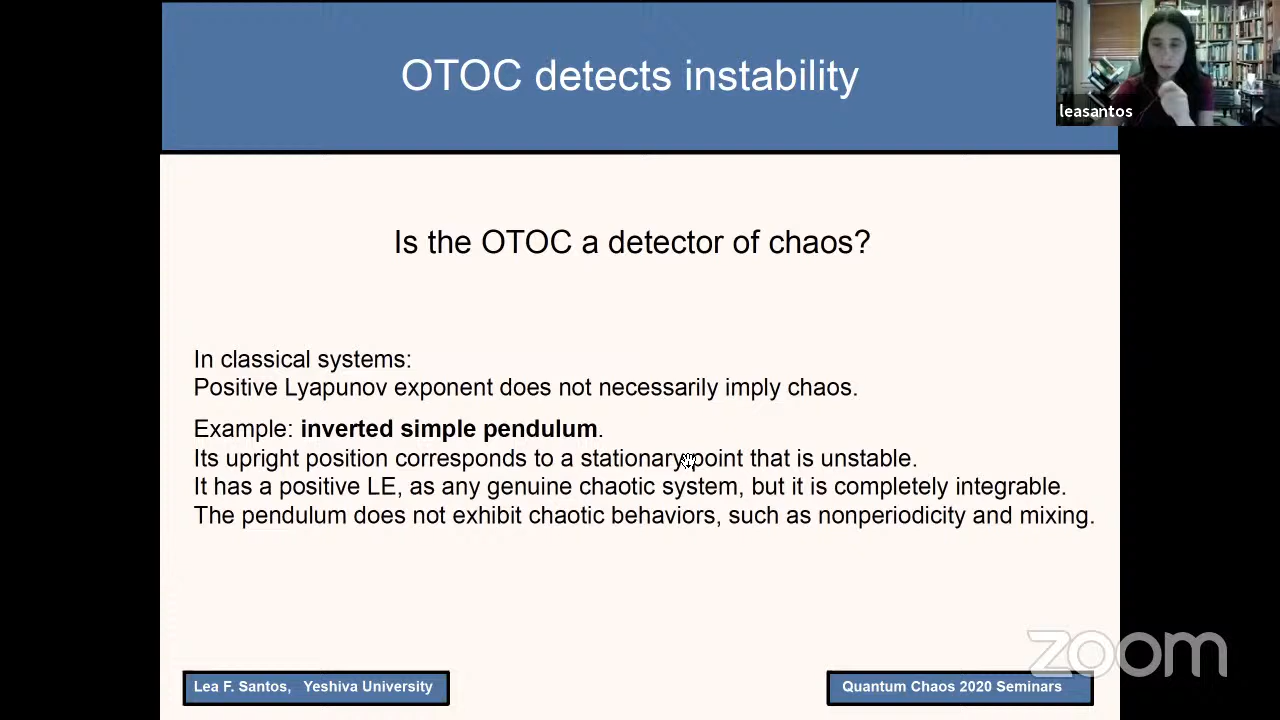 OTOC detects instability
leasantos
Is the OTOC a detector of chaos?
In classical systems:
Positive Lyapunov exponent does not necessarily imply chaos.
Example: inverted simple pendulum.
Its upright position corresponds to a stationary point that is unstable.
It has a positive LE, as any genuine chaotic system, but it is completely integrable.
The pendulum does not exhibit chaotic behaviors, such as nonperiodicity and mixing.
zoom
Lea F. Santos, Yeshiva University
Quantum Chaos 2020 Seminars